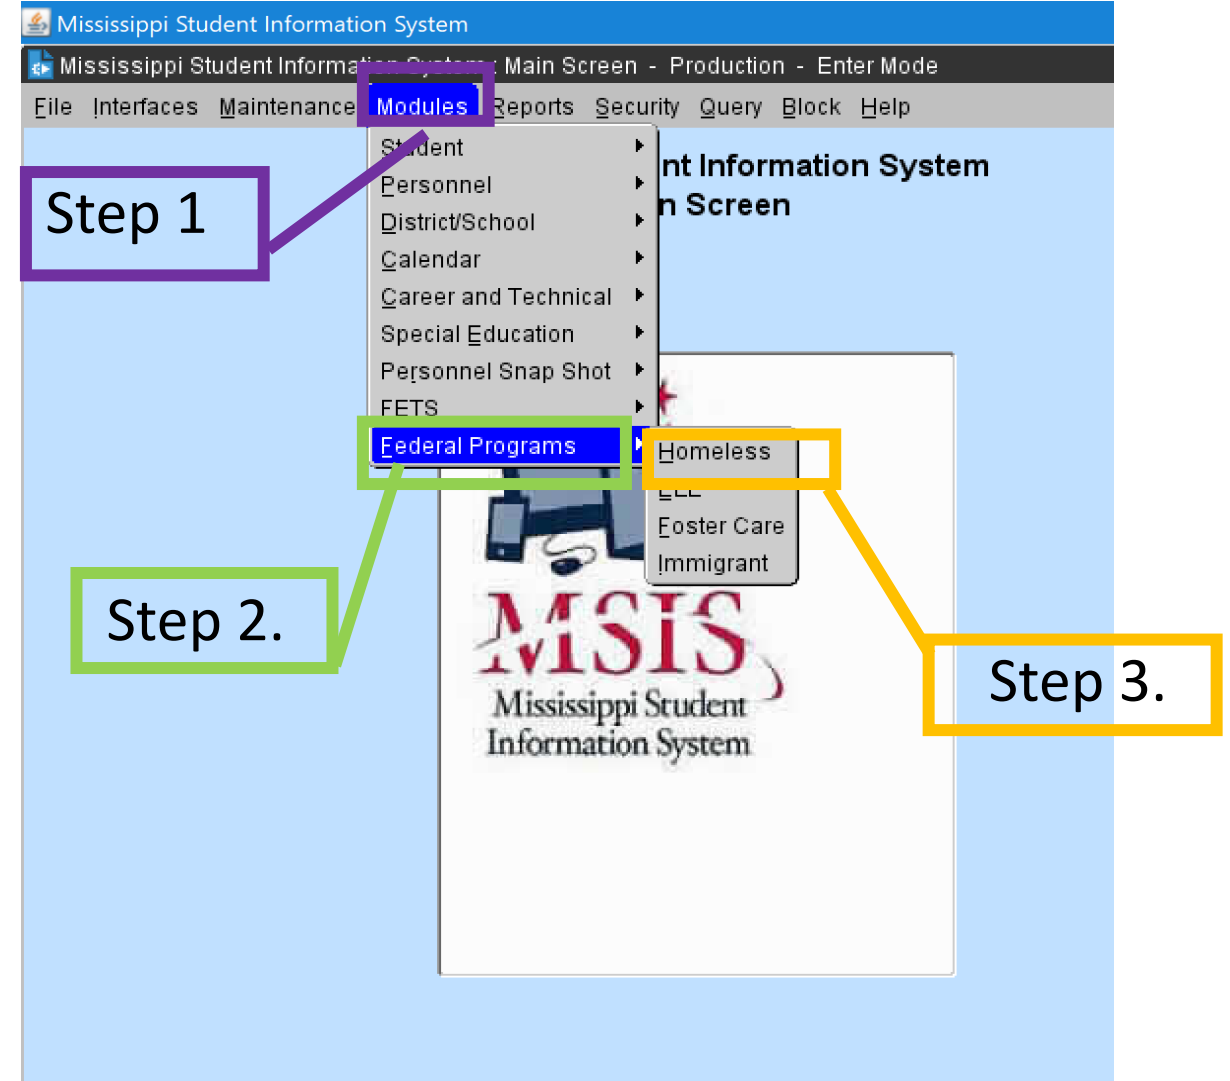 Mississippi Student Information System
Mississippi Student Information System: Main Screen - Production - Enter Mode
File Interfaces Maintenance Modules Reports Security Query Block Help
Student
nt Information System
Step 1
Personnel
n Screen
District/School
Calendar
Career and Technical
Special Education
Personnel Snap Shot
FETS
Federal Programs
Homeless
Foster Care
Immigrant
Step 2.
MSIS
Step 3.
Mississippi Student
Information System